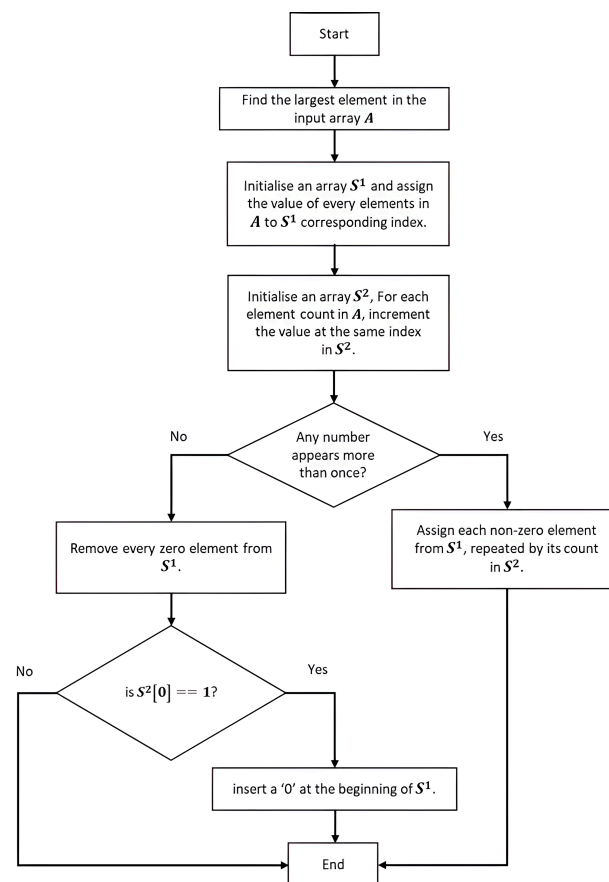 Start
Find the largest element in the
input array A
Initialise an array S¹ and assign
the value of every elements in
A to S¹ corresponding index.
Initialise an array S², For each
element count in A, increment
the value at the same index
in S².
Any number
appears more
than once?
No
Yes
Remove every zero element from
S¹.
Assign each non-zero element
from S¹, repeated by its count
in S².
is S²[0] == 1?
No
Yes
insert a ‘0’ at the beginning of S¹.
End